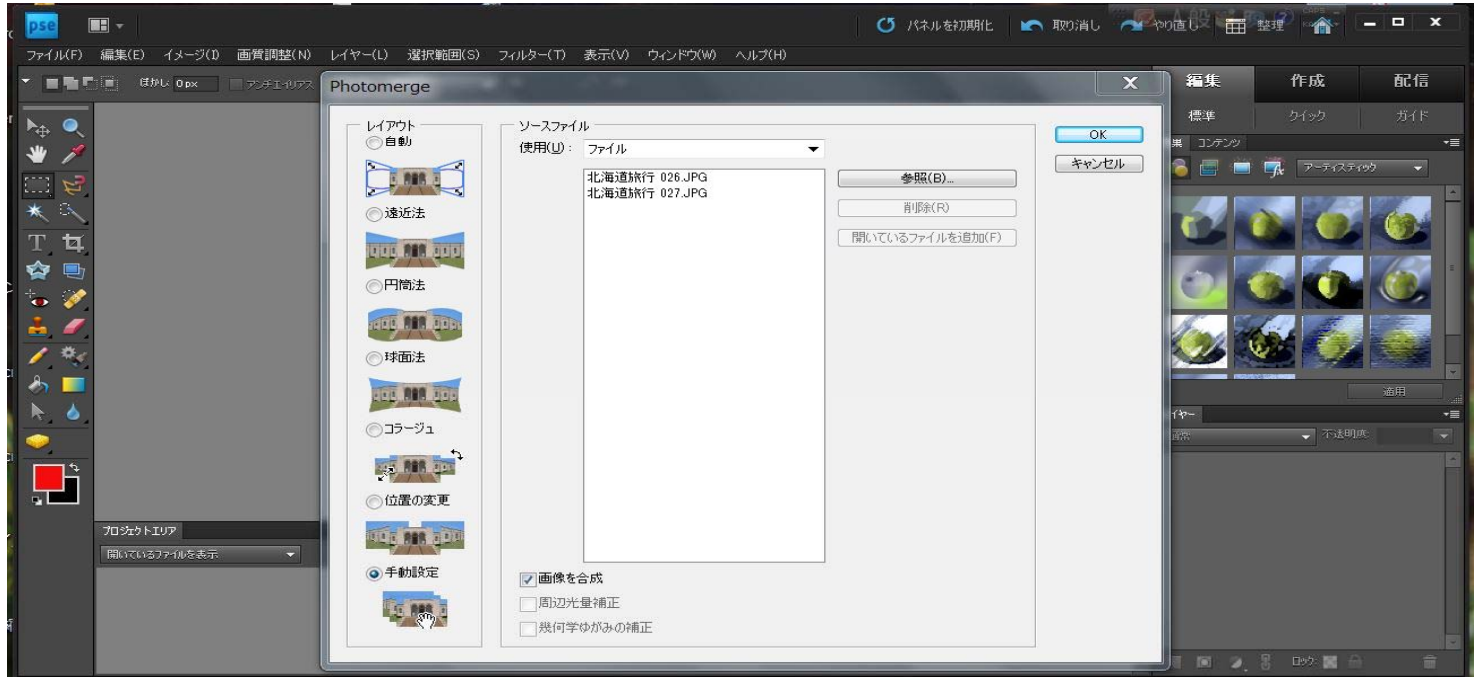 pse
パネルを初期化 取り消し やり直し 整理
ファイル(F) 編集(E) イメージ(I) 画質調整(N) レイヤー(L) 選択範囲(S) フィルター(T) 表示(V) ウィンドウ(W) ヘルプ(H)
ぼかし: 0 px アンチエイリアス
Photomerge
編集 作成 配信
標準 クイック ガイド
果 コンテンツ
アーティスティック
レイアウト
自動
遠近法
円筒法
球面法
コラージュ
位置の変更
手動設定
ソースファイル
使用(U): ファイル
北海道旅行 026.JPG
北海道旅行 027.JPG
参照(B)...
削除(R)
開いているファイルを追加(F)
OK
キャンセル
画像を合成
周辺光量補正
幾何学ゆがみの補正
プロジェクトエリア
開いているファイルを表示
適用
イヤー
通常 不透明度:
ロック: